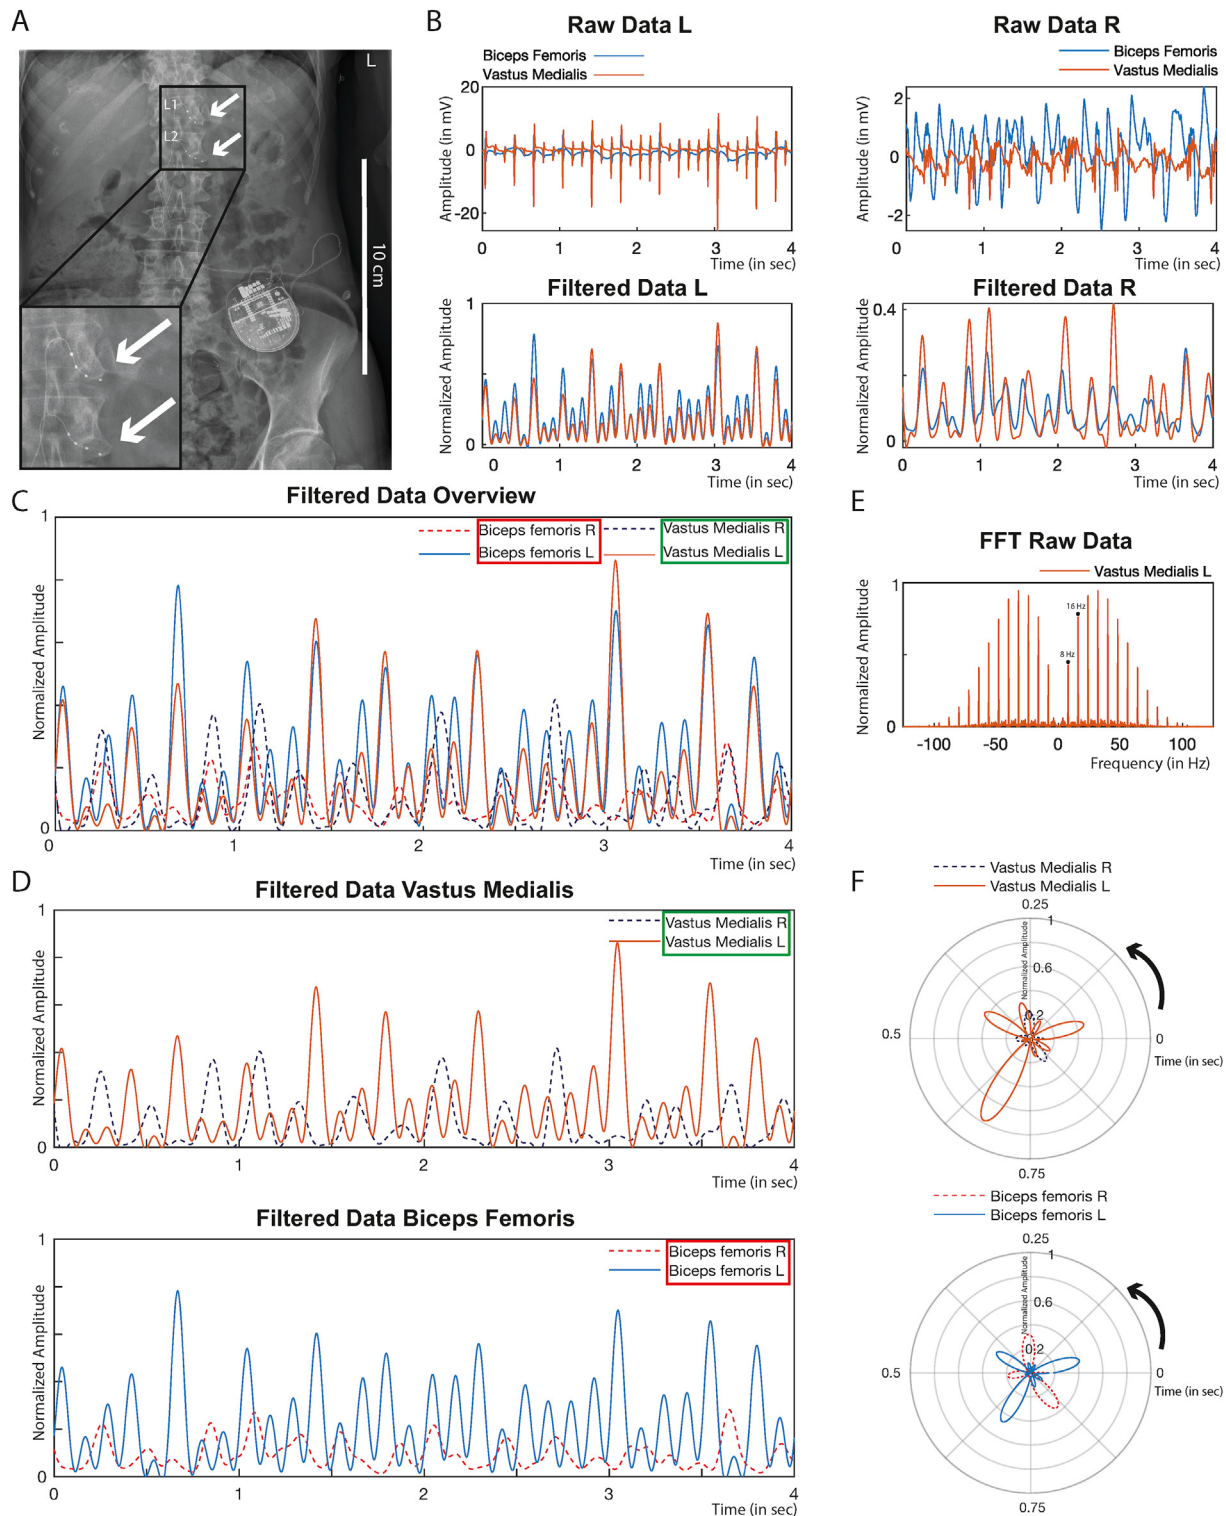 A
L
L1
L2
10 cm
B
Raw Data L
Biceps Femoris
Vastus Medialis
Amplitude (in mV)
20
0
-20
0 1 2 3 4
Time (in sec)
Raw Data R
Biceps Femoris
Vastus Medialis
Amplitude (in mV)
2
0
-2
0 1 2 3 4
Time (in sec)
Filtered Data L
Normalized Amplitude
1
0
0 1 2 3 4
Time (in sec)
Filtered Data R
Normalized Amplitude
0.4
0.2
0
0 1 2 3 4
Time (in sec)
C
Filtered Data Overview
Biceps femoris R
Biceps femoris L
Vastus Medialis R
Vastus Medialis L
Normalized Amplitude
1
0
0 1 2 3 4
Time (in sec)
E
FFT Raw Data
Vastus Medialis L
Normalized Amplitude
1
0.5
0
16 Hz
8 Hz
-100 -50 0 50 100
Frequency (in Hz)
D
Filtered Data Vastus Medialis
Vastus Medialis R
Vastus Medialis L
Normalized Amplitude
1
0
0 1 2 3 4
Time (in sec)
Filtered Data Biceps Femoris
Biceps femoris R
Biceps femoris L
Normalized Amplitude
1
0
0 1 2 3 4
Time (in sec)
F
Vastus Medialis R
Vastus Medialis L
0.25
1
0.6
0.2
Normalized Amplitude
0.5
0
Time (in sec)
0.75
Biceps femoris R
Biceps femoris L
0.25
1
0.6
0.2
Normalized Amplitude
0.5
0
Time (in sec)
0.75